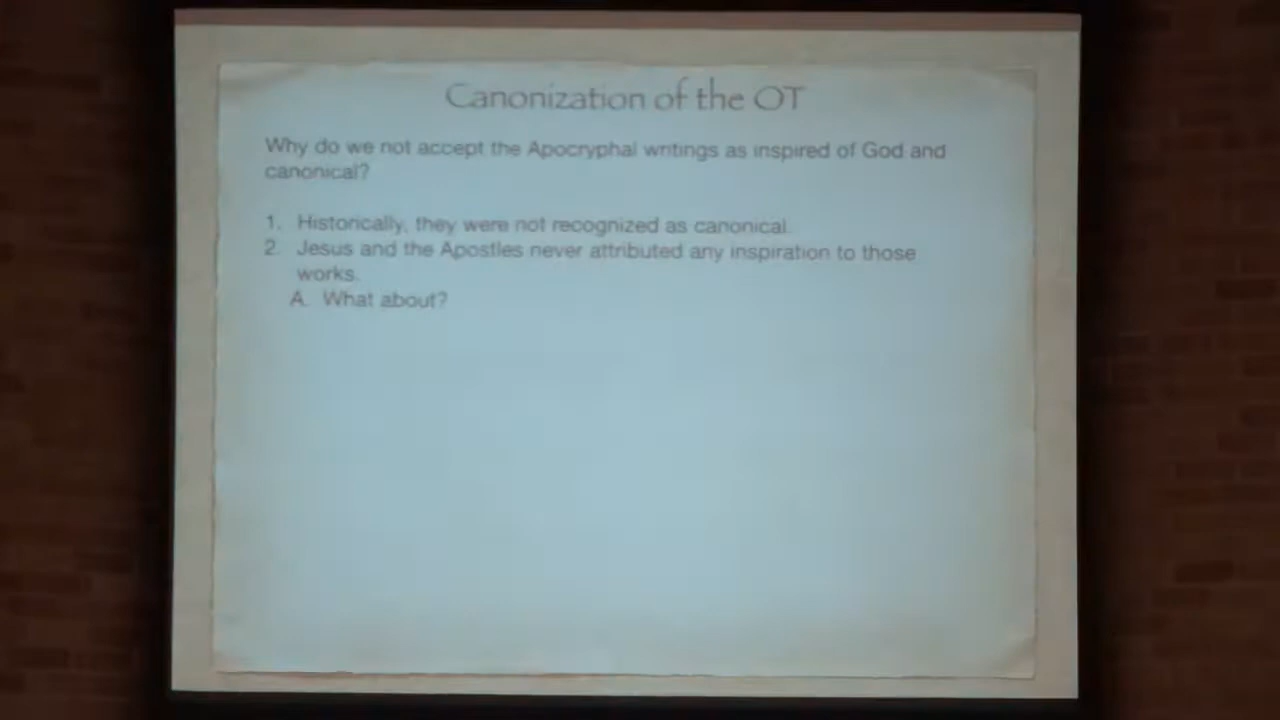 Canonization of the OT
Why do we not accept the Apocryphal writings as inspired of God and
canonical?
1. Historically, they were not recognized as canonical.
2. Jesus and the Apostles never attributed any inspiration to those
works.
A. What about?